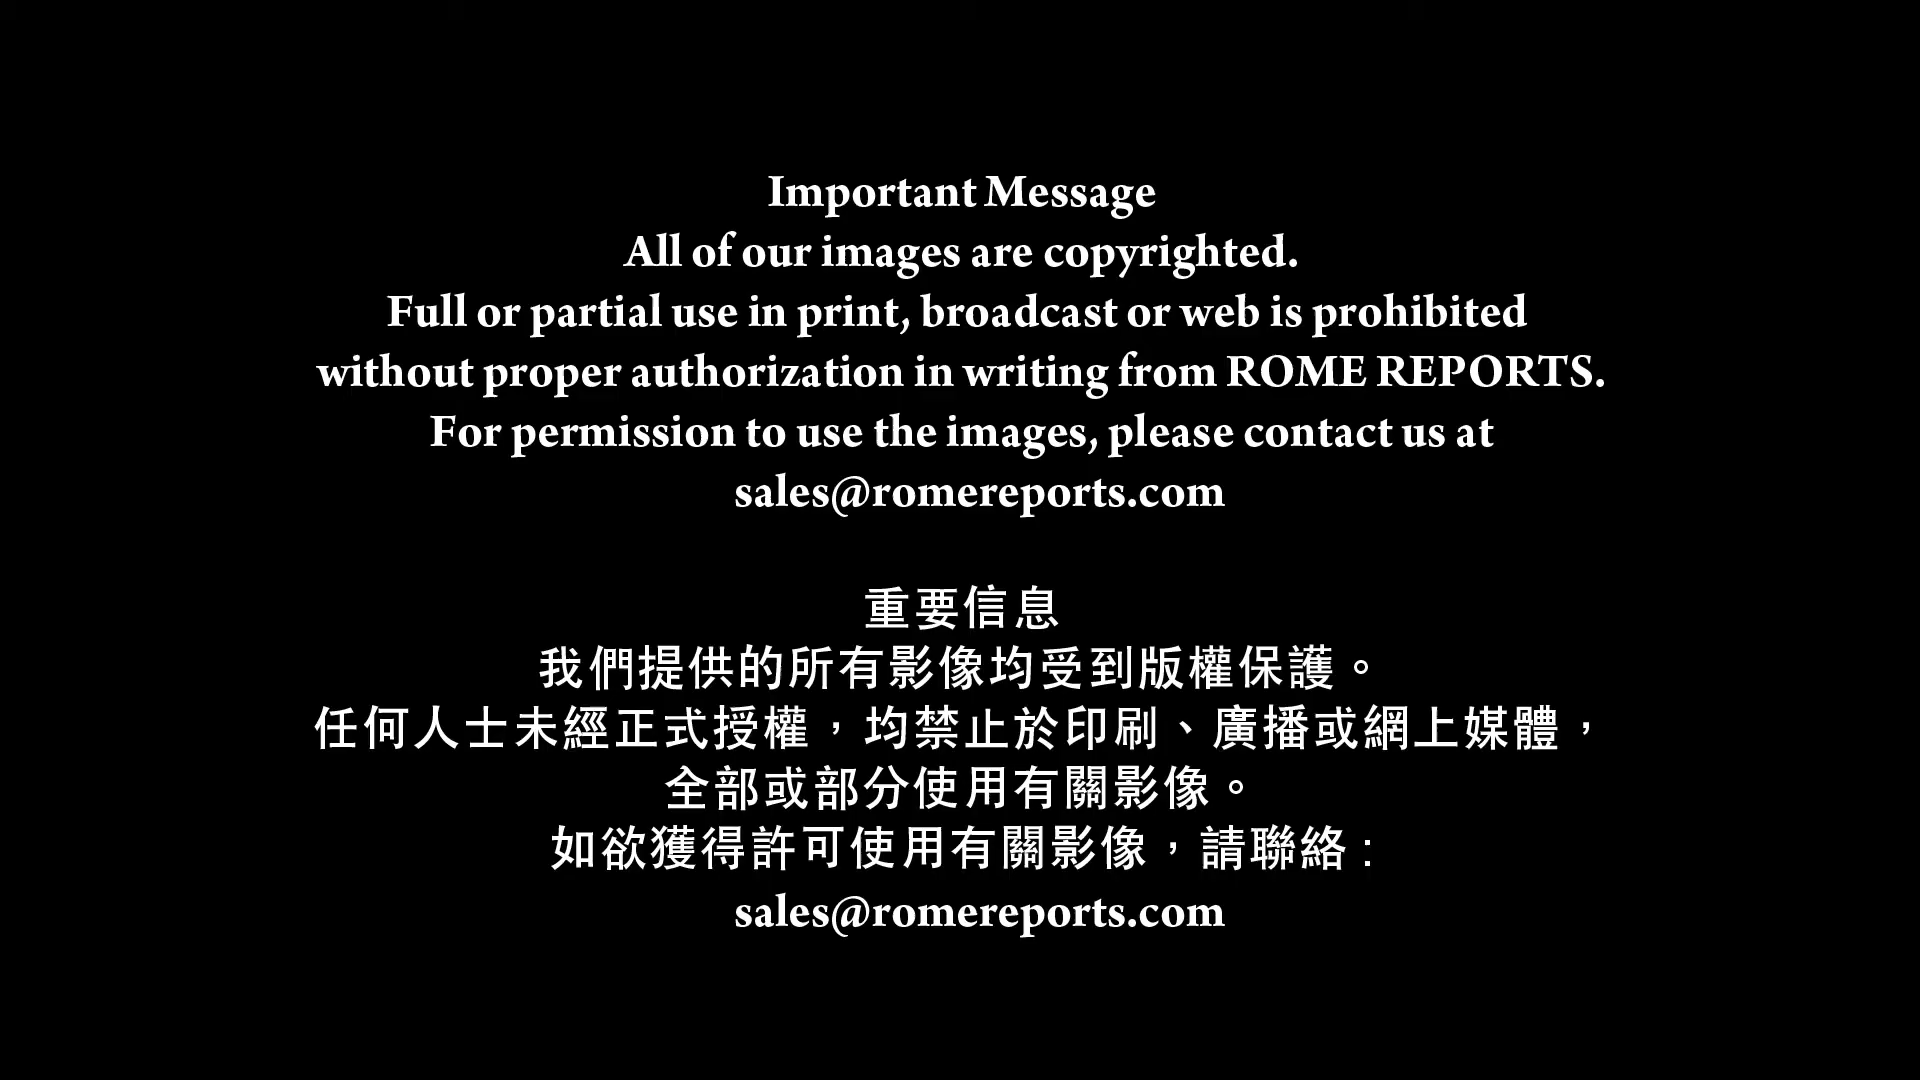 Important Message
All of our images are copyrighted.
Full or partial use in print, broadcast or web is prohibited
without proper authorization in writing from ROME REPORTS.
For permission to use the images, please contact us at
sales@romereports.com
重要信息
我們提供的所有影像均受到版權保護。
任何人士未經正式授權，均禁止於印刷、廣播或網上媒體，
全部或部分使用有關影像。
如欲獲得許可使用有關影像，請聯絡：
sales@romereports.com